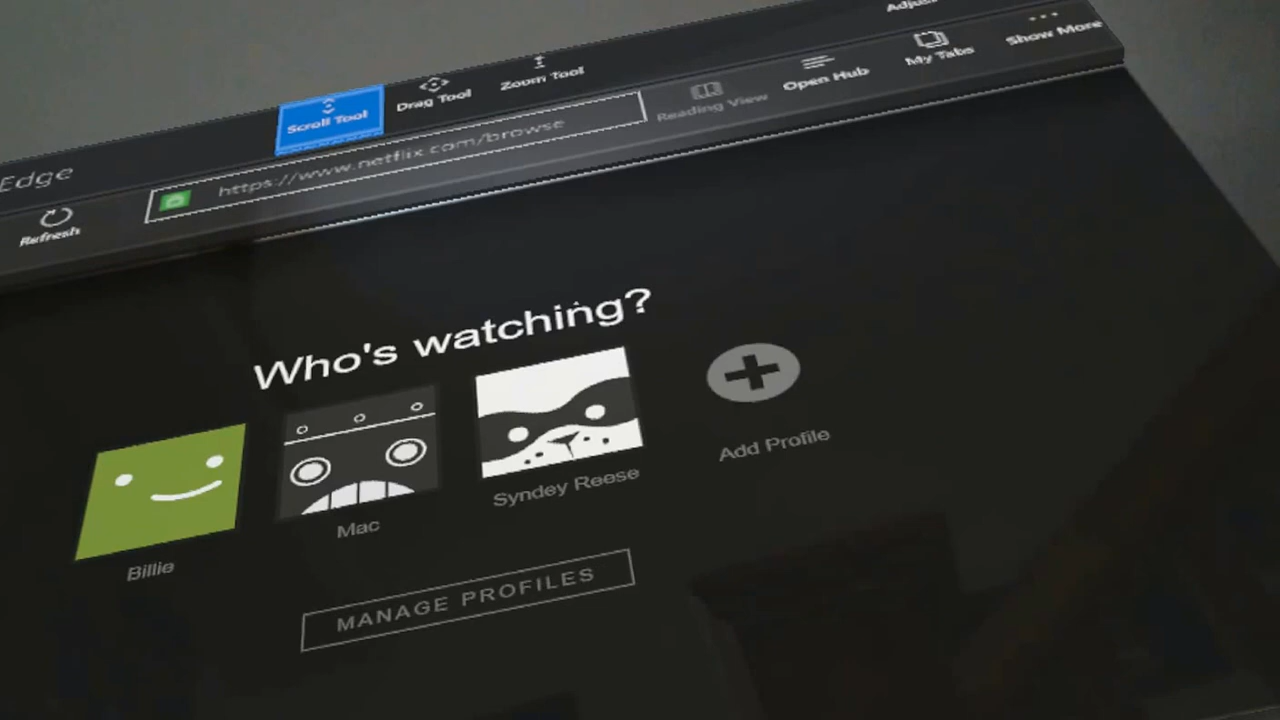 Adjust
Scroll Tool
Drag Tool
Zoom Tool
Edge
Refresh
https://www.netflix.com/browse
Reading View
Open Hub
My Tabs
Show More
Who's watching?
Billie
Mac
Syndey Reese
Add Profile
MANAGE PROFILES